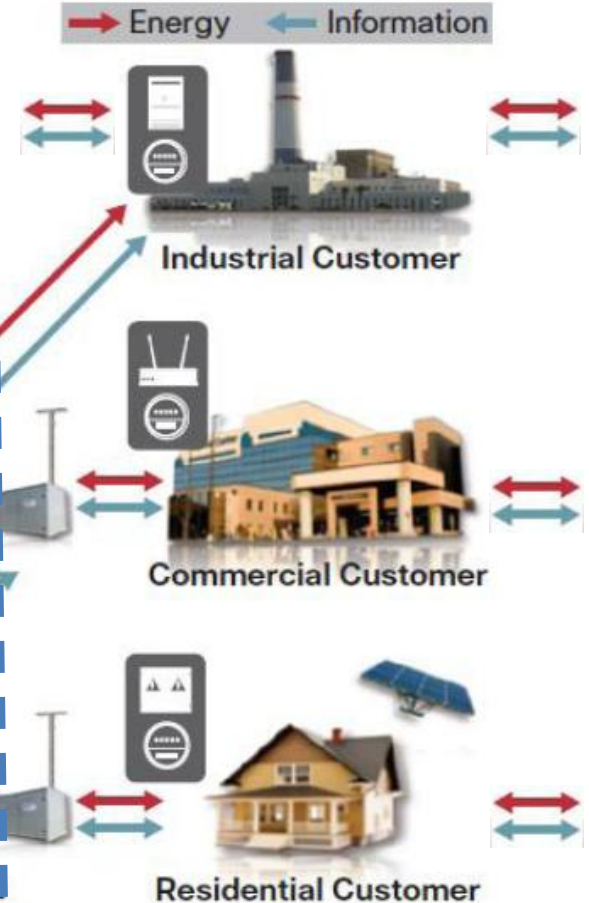 Energy Information
Industrial Customer
Commercial Customer
Residential Customer